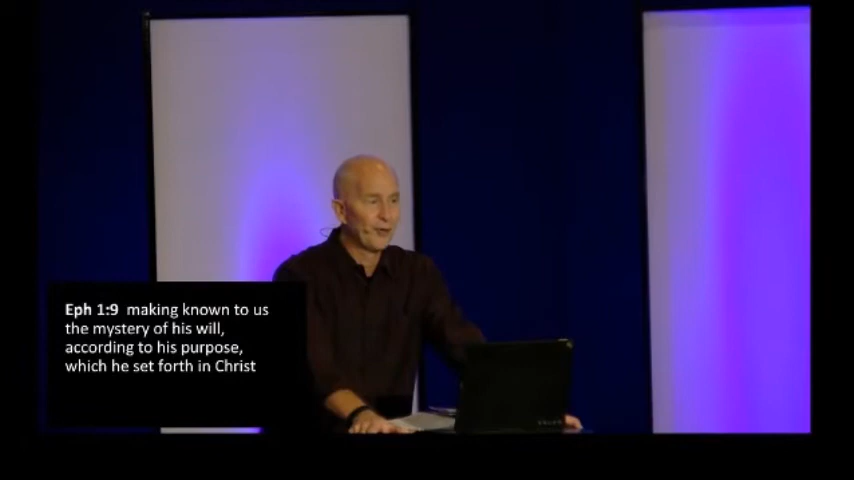 Eph 1:9 making known to us
the mystery of his will,
according to his purpose,
which he set forth in Christ